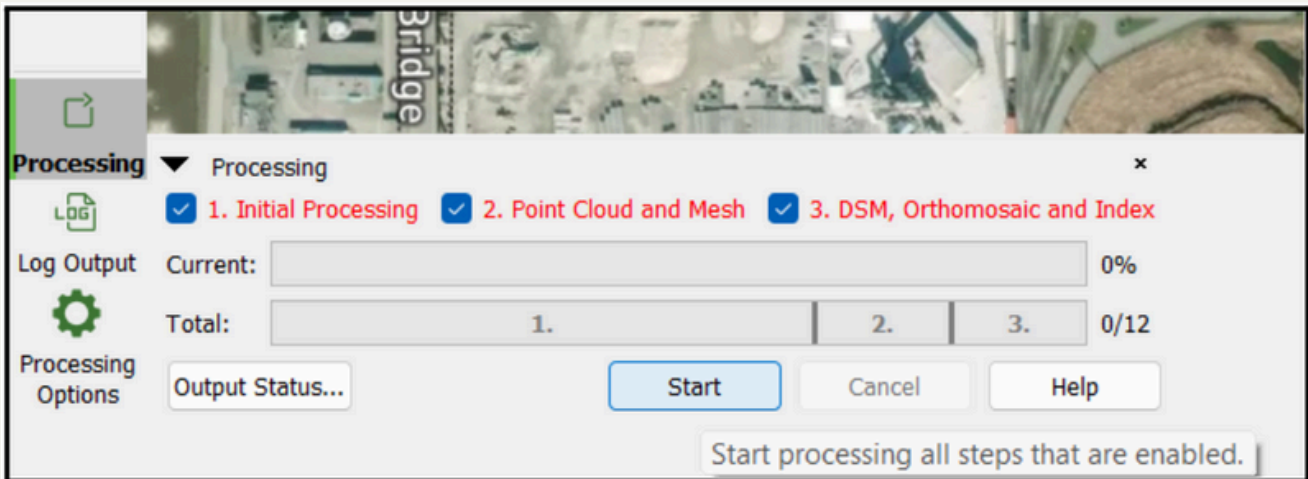 Bridge
Processing
Log Output
Processing
Options
Processing
×
1. Initial Processing 2. Point Cloud and Mesh 3. DSM, Orthomosaic and Index
Current: 0%
Total: 1. 2. 3. 0/12
Output Status... Start Cancel Help
Start processing all steps that are enabled.
LOG